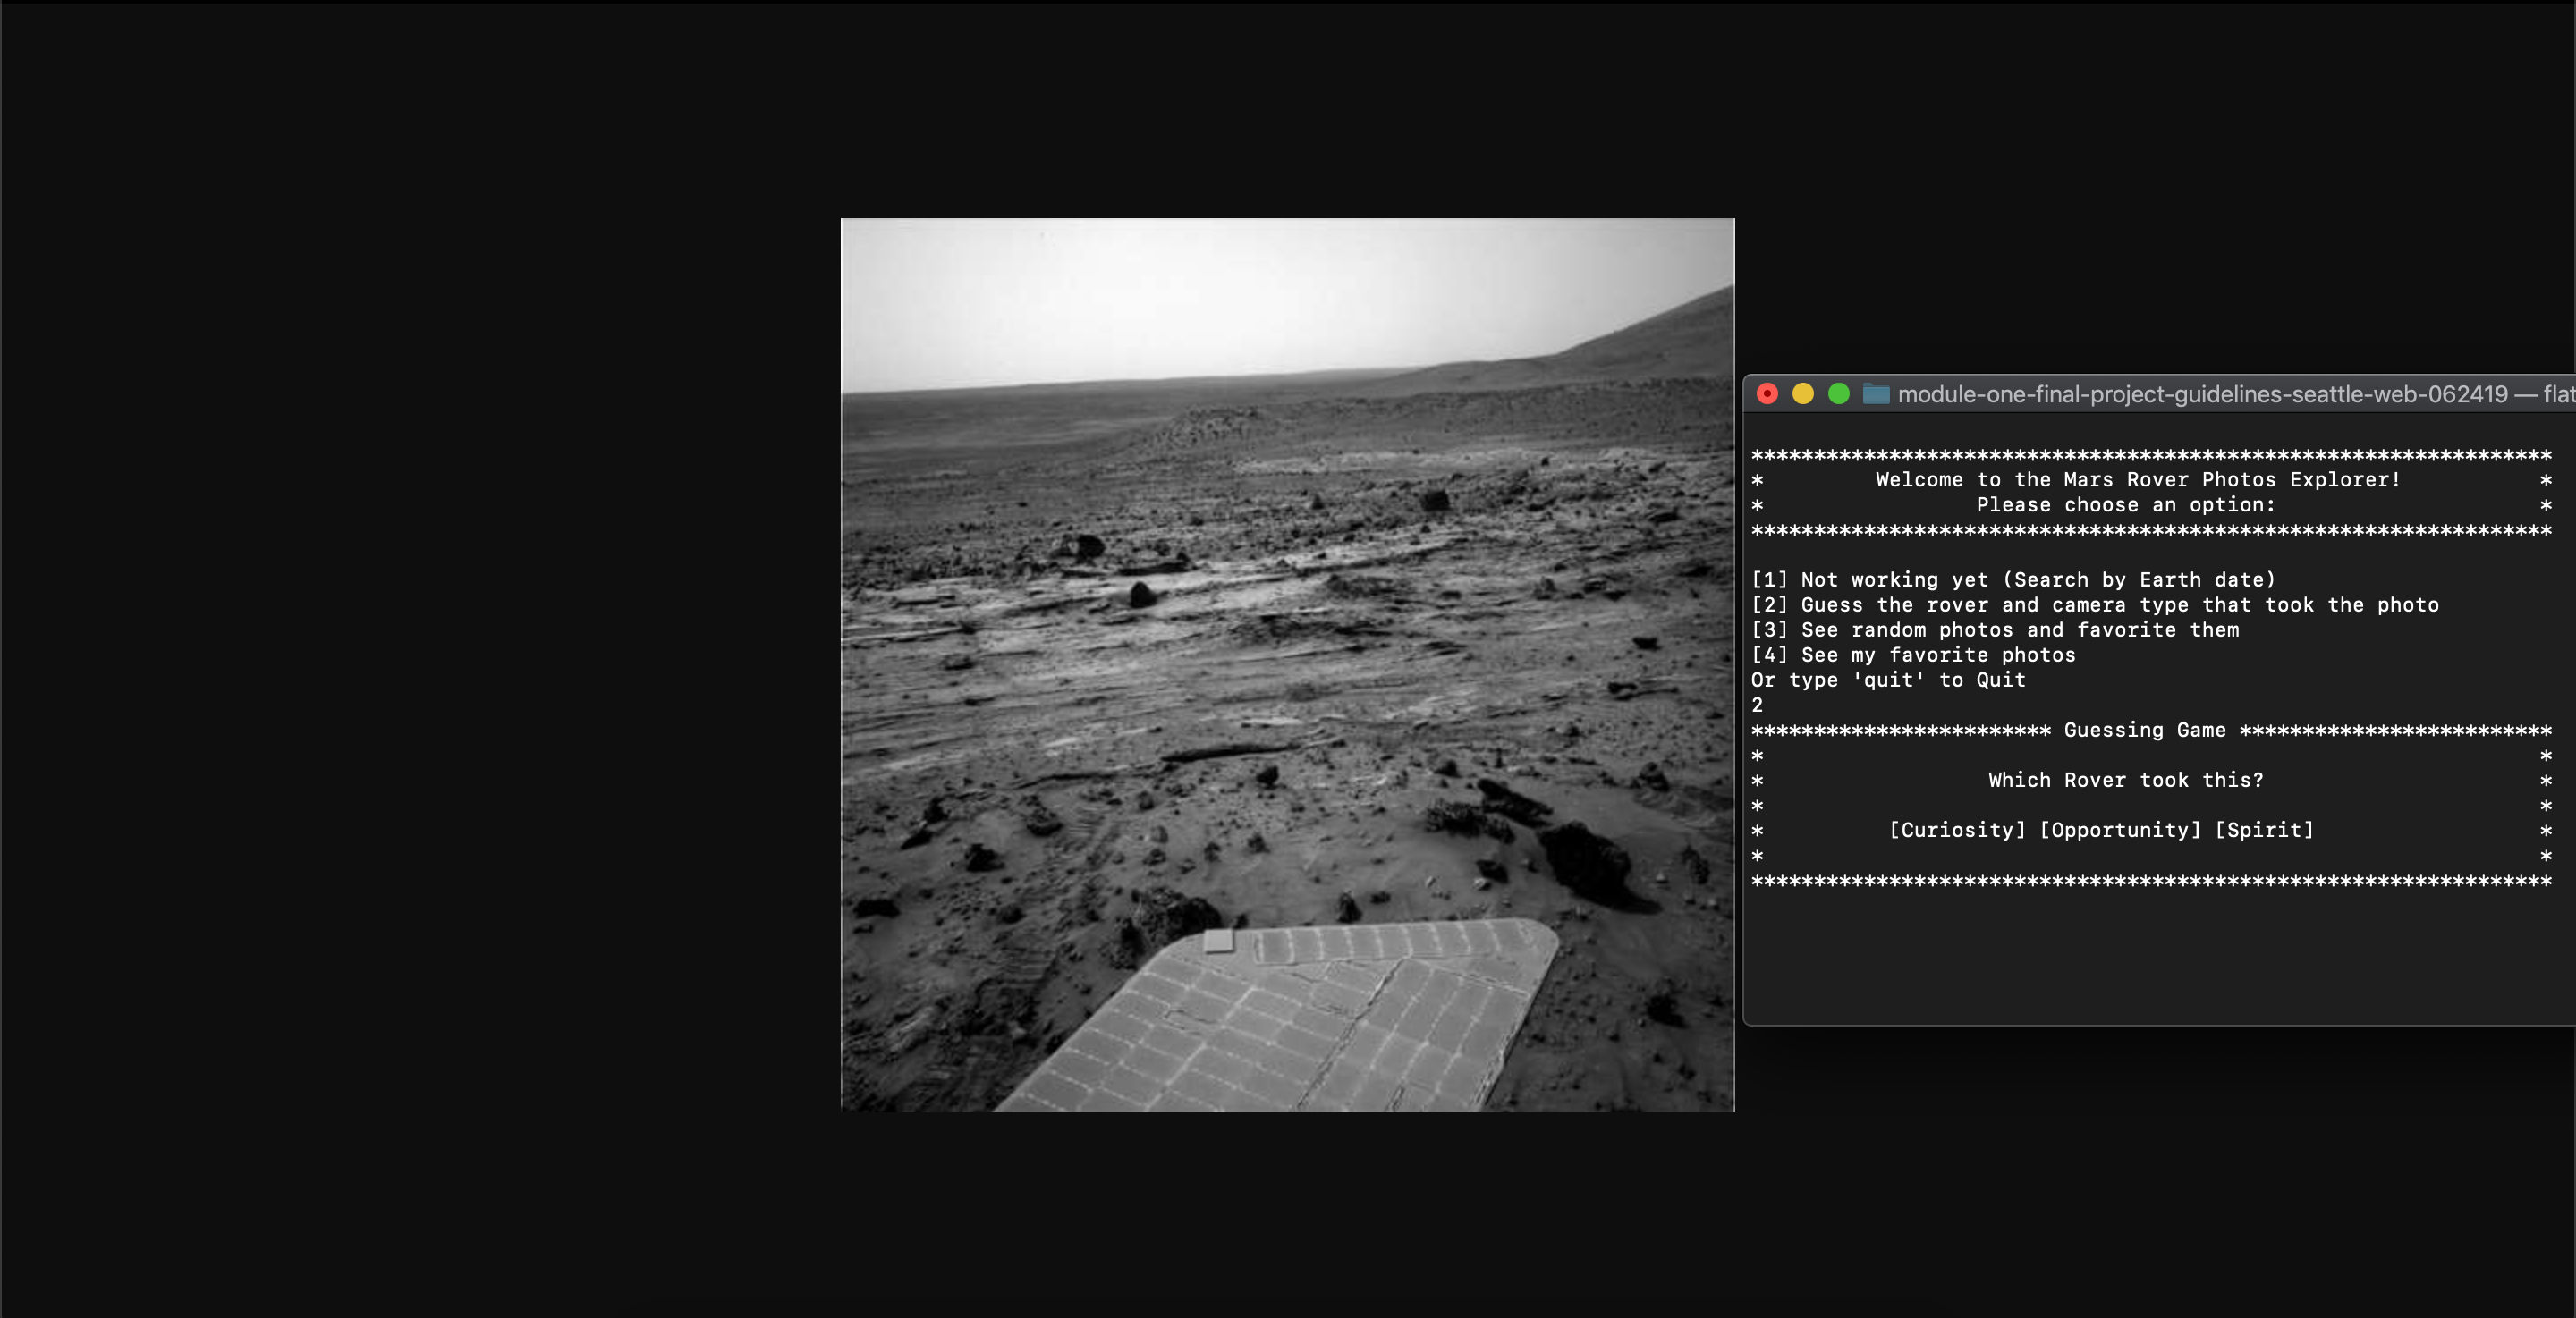 module-one-final-project-guidelines-seattle-web-062419 — flat
****************************************************************
*         Welcome to the Mars Rover Photos Explorer!           *
*                 Please choose an option:                     *
****************************************************************
[1] Not working yet (Search by Earth date)
[2] Guess the rover and camera type that took the photo
[3] See random photos and favorite them
[4] See my favorite photos
Or type 'quit' to Quit
2
************************ Guessing Game *************************
*                                                              *
*                  Which Rover took this?                      *
*                                                              *
*          [Curiosity] [Opportunity] [Spirit]                  *
*                                                              *
****************************************************************